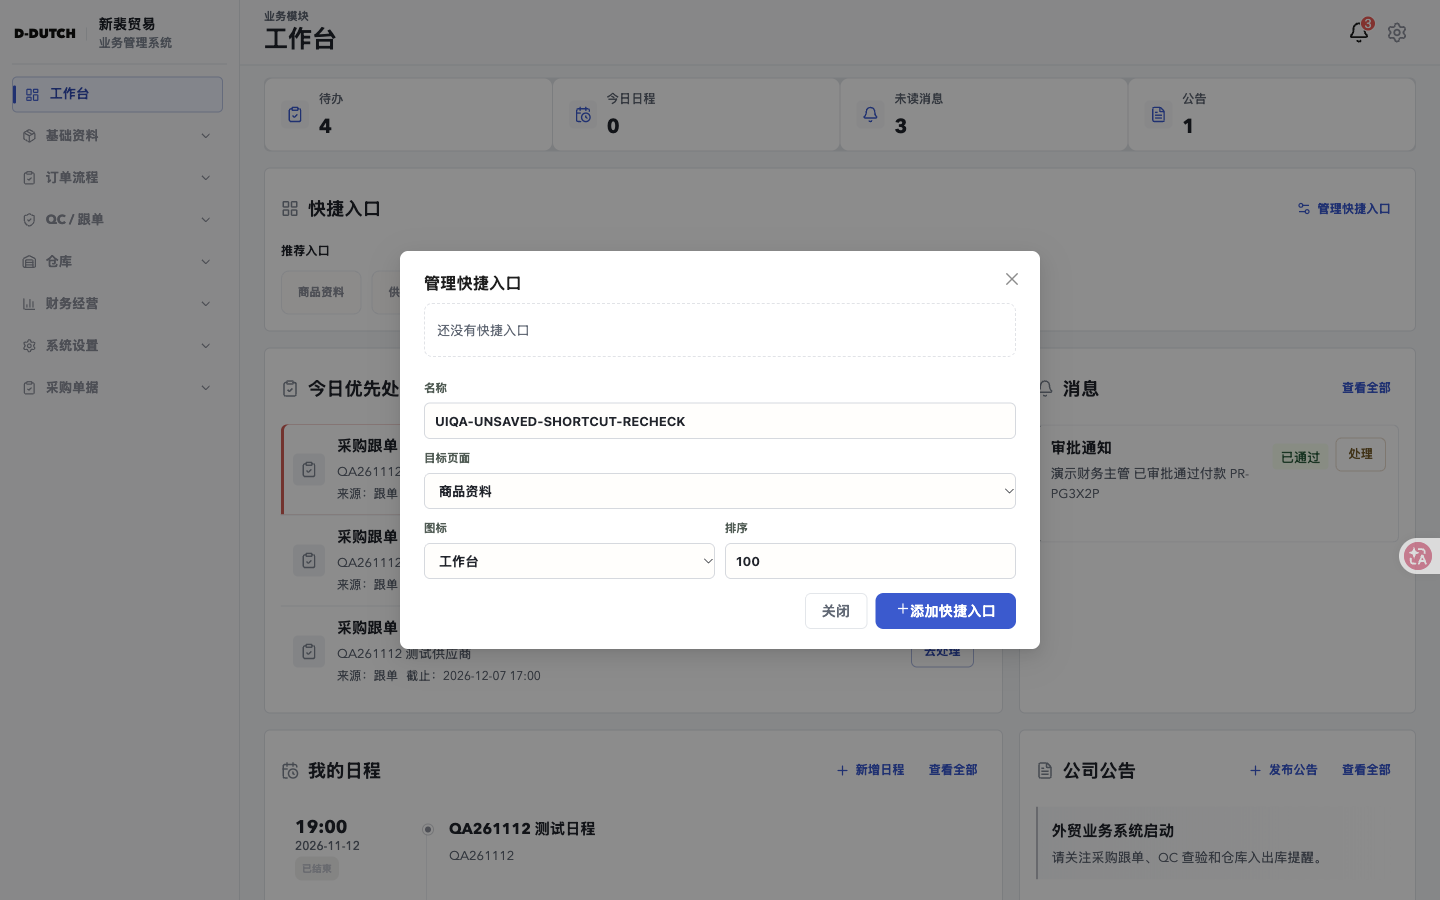 D-DUTCH
新裴贸易
业务管理系统
工作台
基础资料
订单流程
QC / 跟单
仓库
财务经营
系统设置
采购单据
业务模块
工作台
3
待办
4
今日日程
0
未读消息
3
公告
1
快捷入口
管理快捷入口
推荐入口
商品资料
供
管理快捷入口
还没有快捷入口
名称
UIQA-UNSAVED-SHORTCUT-RECHECK
目标页面
商品资料
图标
排序
工作台
100
关闭
添加快捷入口
今日优先处
采购跟单
QA261112
来源：跟单
采购跟单
QA261112
来源：跟单
采购跟单
QA261112 测试供应商
来源：跟单 截止：2026-12-07 17:00
去处理
消息
查看全部
审批通知
演示财务主管 已审批通过付款 PR-
PG3X2P
已通过
处理
我的日程
新增日程
查看全部
19:00
2026-11-12
已结束
QA261112 测试日程
QA261112
公司公告
发布公告
查看全部
外贸业务系统启动
请关注采购跟单、QC 查验和仓库入出库提醒。